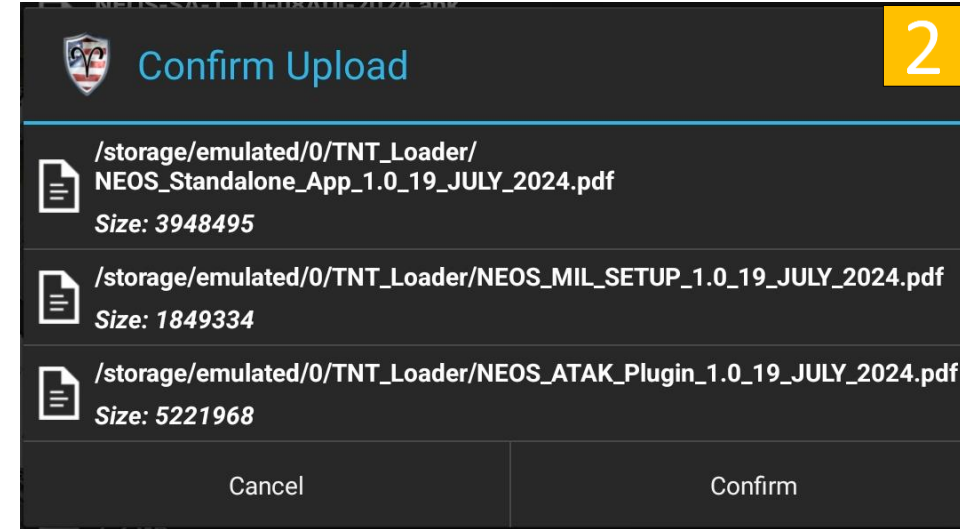 Confirm Upload
2
/storage/emulated/0/TNT_Loader/
NEOS_Standalone_App_1.0_19_JULY_2024.pdf
Size: 3948495
/storage/emulated/0/TNT_Loader/NEOS_MIL_SETUP_1.0_19_JULY_2024.pdf
Size: 1849334
/storage/emulated/0/TNT_Loader/NEOS_ATAK_Plugin_1.0_19_JULY_2024.pdf
Size: 5221968
Cancel
Confirm